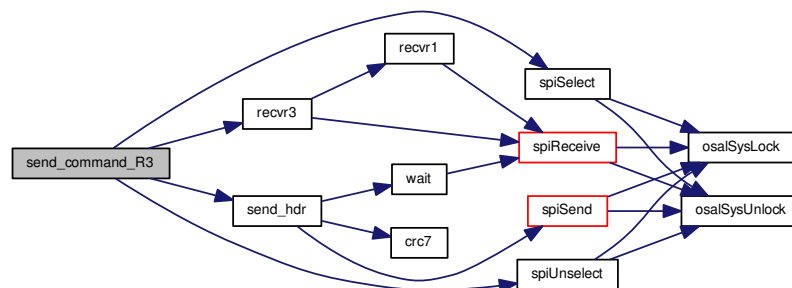 recvr1
spiSelect
recvr3
spiReceive
osalSysLock
send_command_R3
wait
send_hdr
spiSend
osalSysUnlock
crc7
spiUnselect